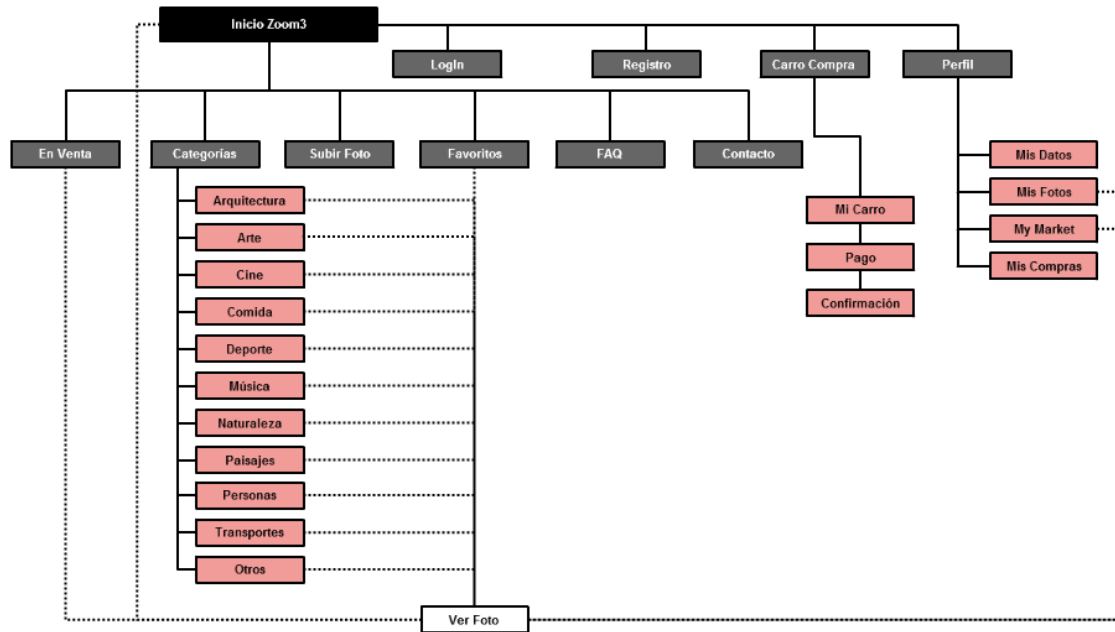 Inicio Zoom3
LogIn
Registro
Carro Compra
Perfil
En Venta
Categorías
Subir Foto
Favoritos
FAQ
Contacto
Mis Datos
Mis Fotos
My Market
Mis Compras
Arquitectura
Arte
Cine
Comida
Deporte
Música
Naturaleza
Paisajes
Personas
Transportes
Otros
Mi Carro
Pago
Confirmación
Ver Foto